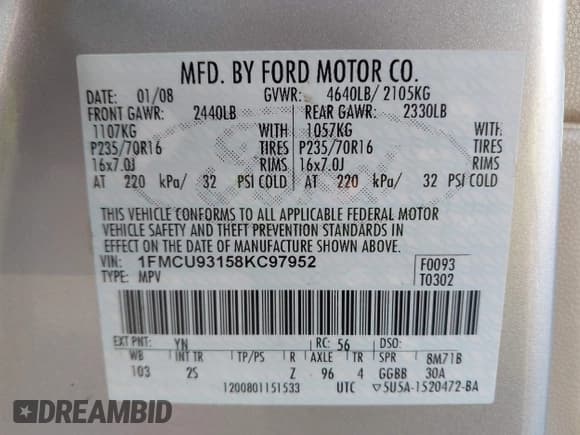 MFD. BY FORD MOTOR CO.
DATE: 01/08 GVWR: 4640LB/ 2105KG
FRONT GAWR: 2440LB REAR GAWR: 2330LB
1107KG WITH 1057KG WITH
P235/70R16 TIRES P235/70R16 TIRES
16x7.0J RIMS 16x7.0J RIMS
AT 220 kPa/ 32 PSI COLD AT 220 kPa/ 32 PSI COLD
THIS VEHICLE CONFORMS TO ALL APPLICABLE FEDERAL MOTOR
VEHICLE SAFETY AND THEFT PREVENTION STANDARDS IN
EFFECT ON THE DATE OF MANUFACTURE SHOWN ABOVE.
VIN: 1FMCU93158KC97952 F0093
TYPE: MPV T0302
EXT PNT: YN RC: 56 DSO:
WB INT TR TP/PS R AXLE TR SPR 8M71B
103 2S Z 96 4 GGBB 30A
1200801151533 UTC ▽5U5A-1520472-BA
DREAMBID